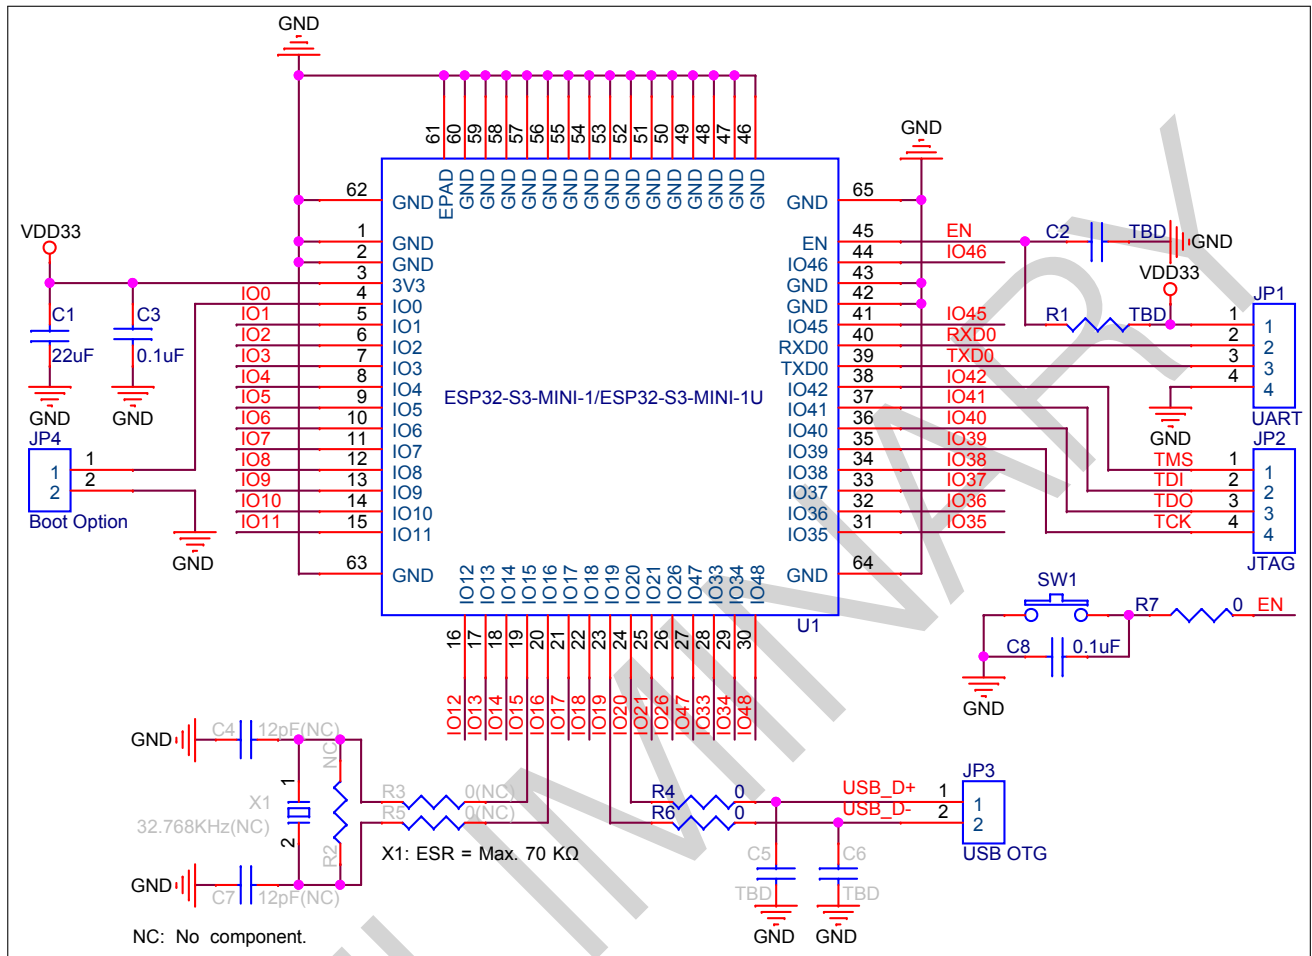 GND
61 60 59 58 57 56 55 54 53 52 51 50 49 48 47 46
EPAD GND GND GND GND GND GND GND GND GND GND GND GND GND GND GND
GND
62 GND GND 65
VDD33
1 GND EN 45 EN C2 TBD GND
2 GND IO46 44 IO46
3 3V3 GND 43 VDD33
IO0 4 IO0 GND 42 JP1
C1 C3 IO1 5 IO1 IO45 41 IO45 R1 TBD 1 1
22uF 0.1uF IO2 6 IO2 RXD0 40 RXD0 2 2
IO3 7 IO3 TXD0 39 TXD0 3 3
IO4 8 IO4 IO42 38 IO42 4 4
ESP32-S3-MINI-1/ESP32-S3-MINI-1U
GND GND IO5 9 IO5 IO41 37 IO41 UART
IO6 10 IO6 IO40 36 IO40 GND
JP4 IO7 11 IO7 IO39 35 IO39 JP2
1 1 IO8 12 IO8 IO38 34 IO38 TMS 1 1
2 2 IO9 13 IO9 IO37 33 IO37 TDI 2 2
IO10 14 IO10 IO36 32 IO36 TDO 3 3
Boot Option IO11 15 IO11 IO35 31 IO35 TCK 4 4
GND
63 GND GND 64 JTAG
IO12 IO13 IO14 IO15 IO16 IO17 IO18 IO19 IO20 IO21 IO26 IO47 IO33 IO34 IO48
U1
16 17 18 19 20 21 22 23 24 25 26 27 28 29 30
IO12 IO13 IO14 IO15 IO16 IO17 IO18 IO19 IO20 IO21 IO26 IO47 IO33 IO34 IO48
SW1
R7 0 EN
C8 0.1uF
GND
GND C4 12pF(NC)
NC
1
X1
32.768KHz(NC)
2
R2
R3 0(NC)
R5 0(NC)
X1: ESR = Max. 70 KΩ
GND C7 12pF(NC)
NC: No component.
R4 0 USB_D+ 1 1
R6 0 USB_D- 2 2
JP3
USB OTG
C5 C6
TBD TBD
GND GND